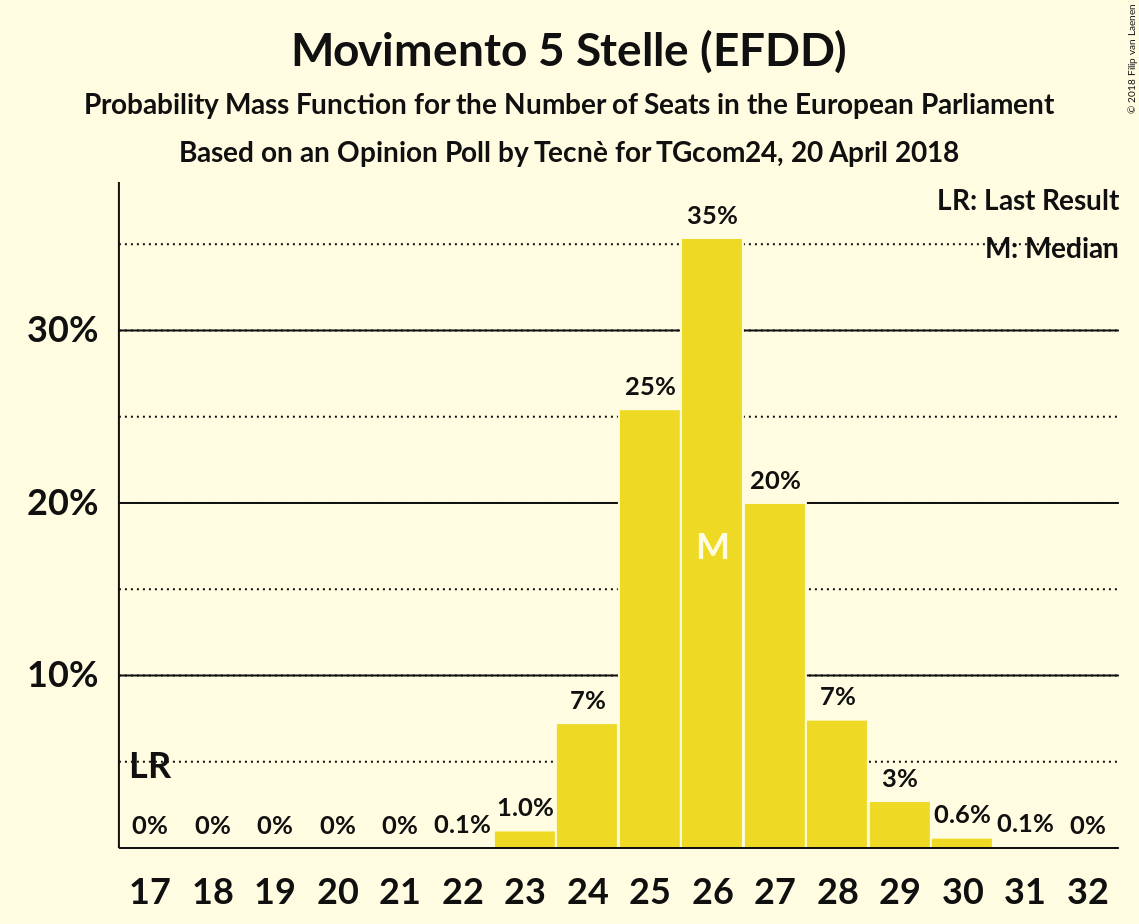 Movimento 5 Stelle (EFDD)
Probability Mass Function for the Number of Seats in the European Parliament
Based on an Opinion Poll by Tecnè for TGcom24, 20 April 2018
© 2018 Filip van Laenen
LR: Last Result
M: Median
35%
30%
25%
20%
20%
M
10%
7%
7%
LR
3%
1.0%
0.6%
0%
0%
0%
0%
0%
0.1%
0.1%
0%
17 18 19 20 21 22 23 24 25 26 27 28 29 30 31 32